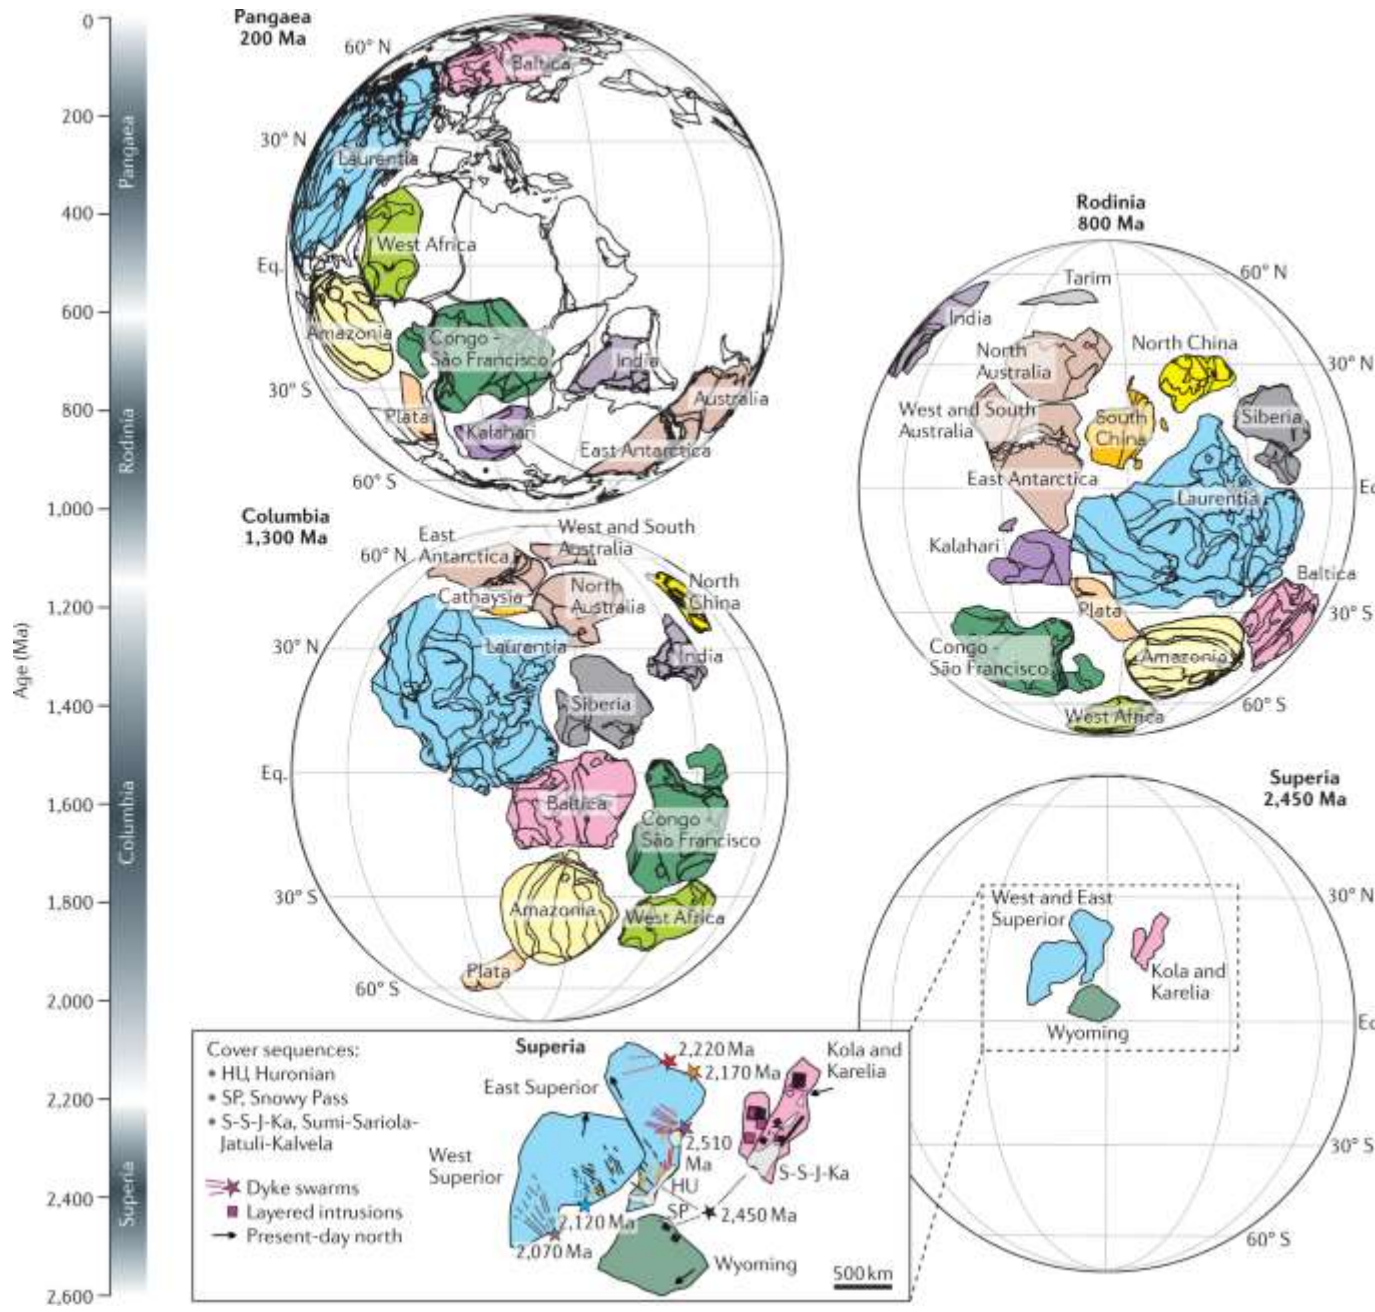 Age (Ma)
0
200
400
600
800
1,000
1,200
1,400
1,600
1,800
2,000
2,200
2,400
2,600
Pangaea
Rodinia
Columbia
Superia
Pangaea
200 Ma
60° N
30° N
Eq.
30° S
60° S
Baltica
Laurentia
West Africa
Amazonia
Congo -
São Francisco
India
Plata
Kalahari
Australia
East Antarctica
Rodinia
800 Ma
60° N
30° N
Eq
30° S
60° S
Tarim
India
North
Australia
North China
West and South
Australia
South
China
Siberia
East Antarctica
Laurentia
Kalahari
Baltica
Plata
Congo -
São Francisco
Amazonia
West Africa
Columbia
1,300 Ma
60° N
30° N
Eq.
30° S
60° S
East
Antarctica
West and South
Australia
Cathaysia
North
Australia
North
China
Laurentia
India
Siberia
Baltica
Congo -
São Francisco
Amazonia
West Africa
Plata
Superia
2,450 Ma
30° N
Eq
30° S
60° S
West and East
Superior
Kola and
Karelia
Wyoming
Cover sequences:
• HU, Huronian
• SP, Snowy Pass
• S-S-J-Ka, Sumi-Sariola-
Jatuli-Kalvela
Dyke swarms
Layered intrusions
Present-day north
Superia
2,220 Ma
2,170 Ma
Kola and
Karelia
East Superior
West
Superior
2,510
Ma
HU
SP
S-S-J-Ka
2,450 Ma
2,120 Ma
2,070 Ma
Wyoming
500 km